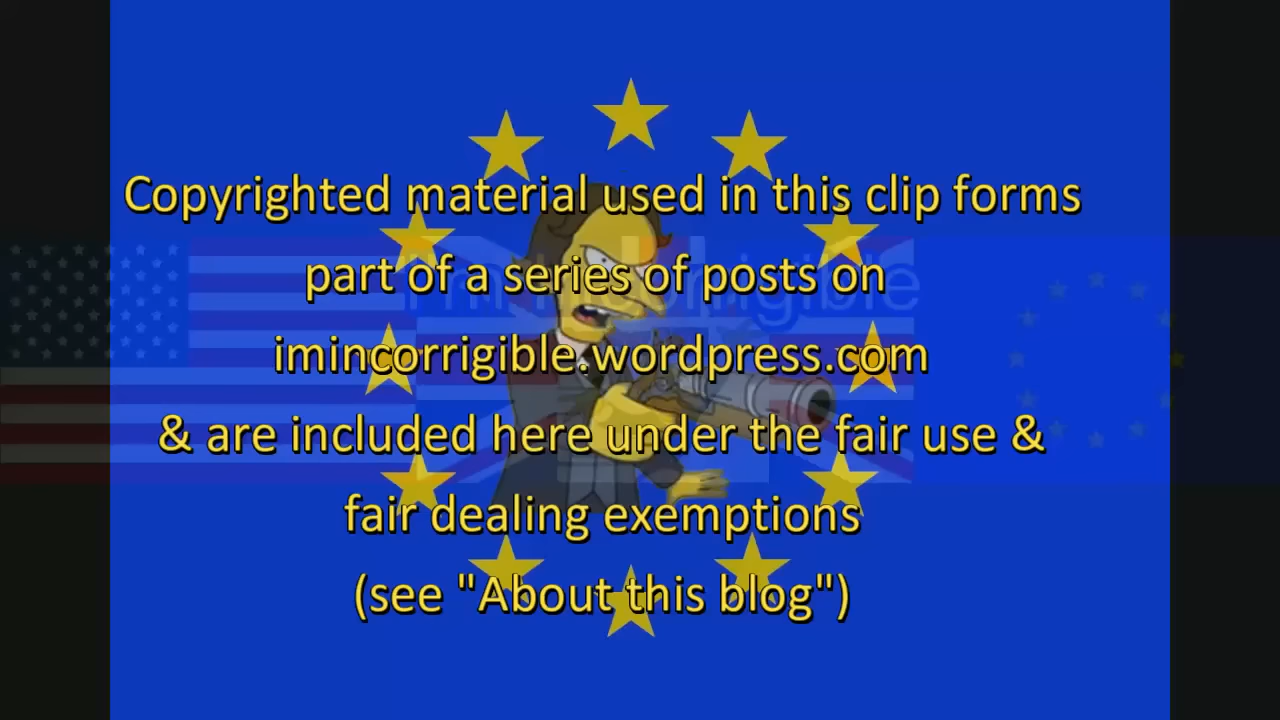 Copyrighted material used in this clip forms
part of a series of posts on
imincorrigible.wordpress.com
& are included here under the fair use &
fair dealing exemptions
(see "About this blog")